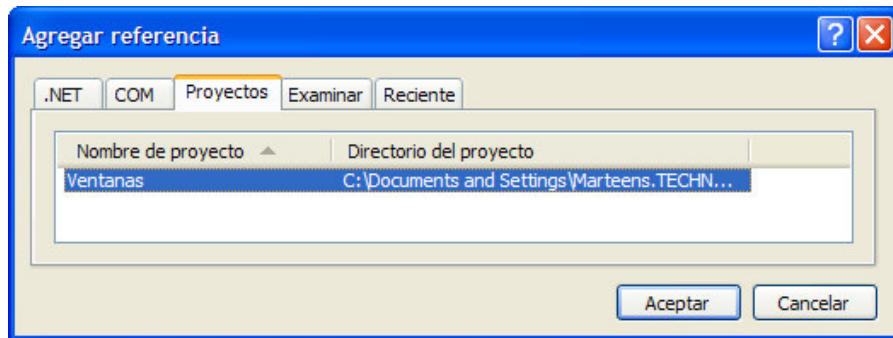 Agregar referencia
.NET COM Proyectos Examinar Reciente
Nombre de proyecto Directorio del proyecto
Ventanas C:\Documents and Settings\Marteens.TECHN...
Aceptar Cancelar